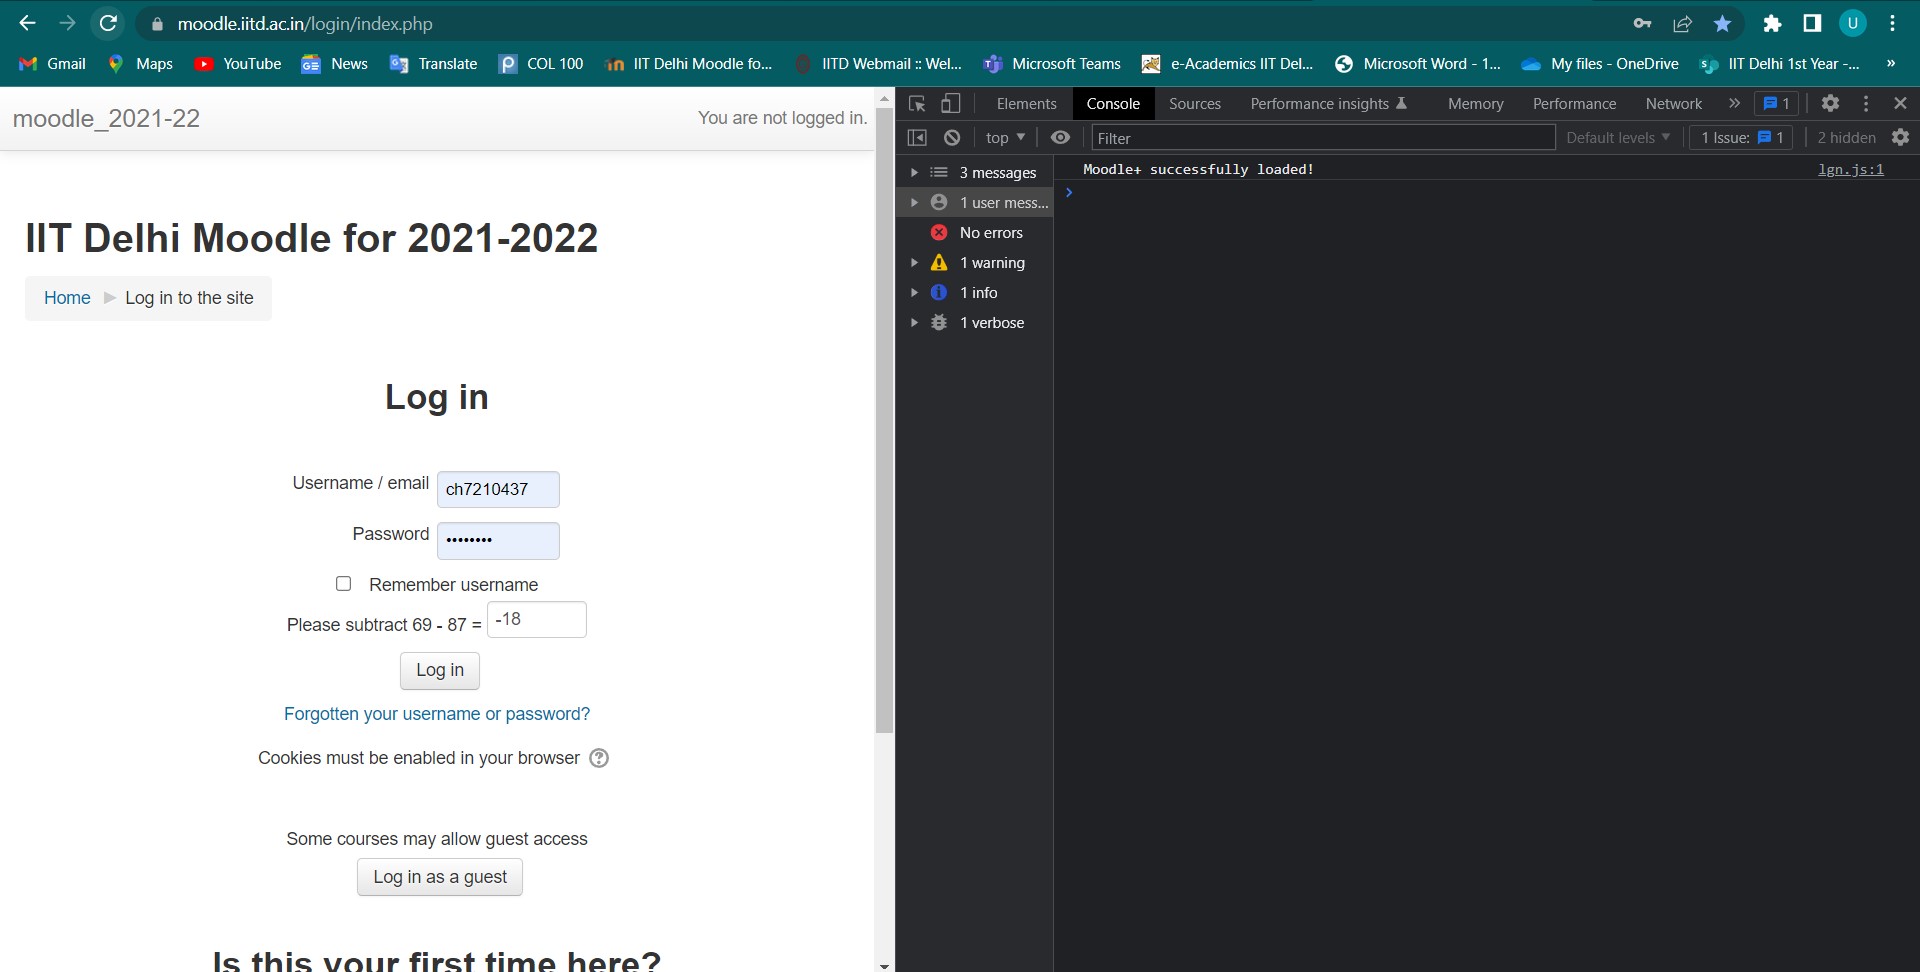 moodle.iitd.ac.in/login/index.php
U
Gmail Maps YouTube News Translate COL 100 IIT Delhi Moodle fo... IITD Webmail :: Wel... Microsoft Teams e-Academics IIT Del... Microsoft Word - 1... My files - OneDrive IIT Delhi 1st Year -... »
moodle_2021-22 You are not logged in.
IIT Delhi Moodle for 2021-2022
Home Log in to the site
Log in
Username / email ch7210437
Password ••••••••
Remember username
Please subtract 69 - 87 = -18
Log in
Forgotten your username or password?
Cookies must be enabled in your browser ?
Some courses may allow guest access
Log in as a guest
Is this your first time here?
Elements Console Sources Performance insights Memory Performance Network » 1
top Filter Default levels 1 Issue: 1 2 hidden
3 messages
1 user mess...
No errors
1 warning
1 info
1 verbose
Moodle+ successfully loaded! lgn.js:1